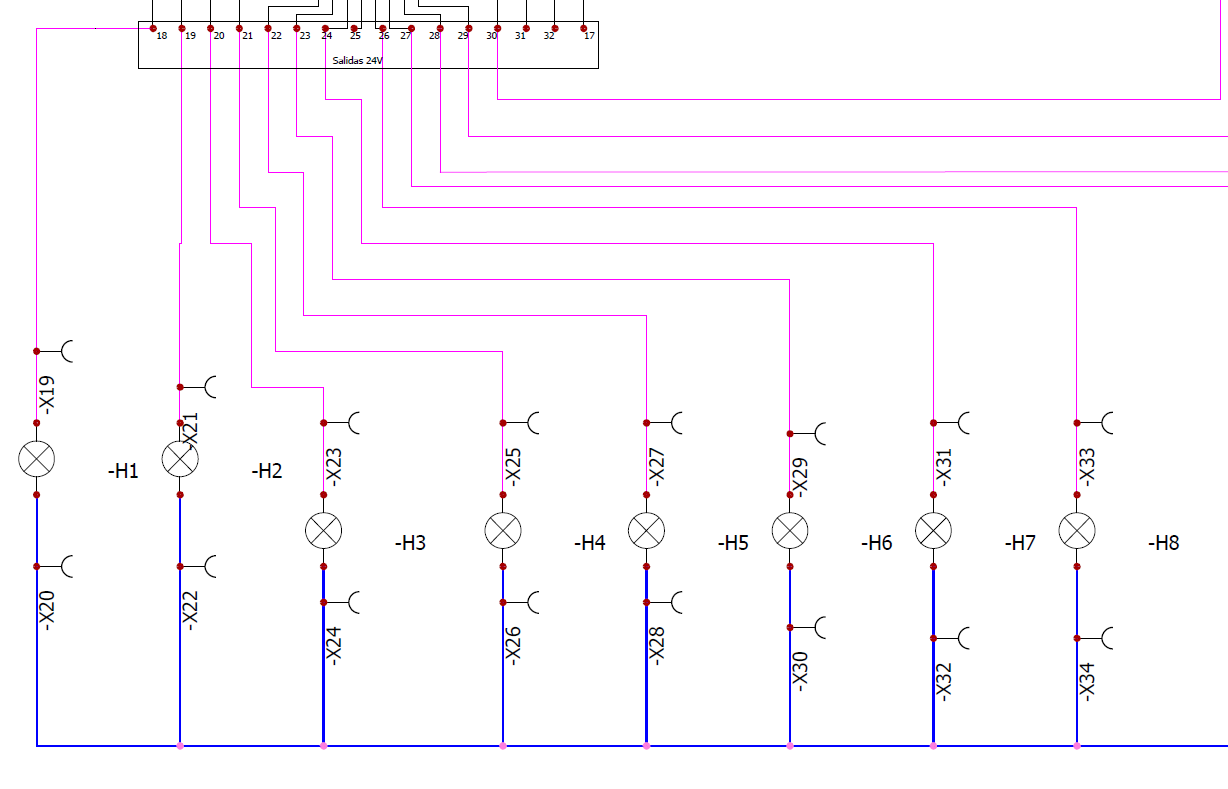 18 19 20 21 22 23 24 25 26 27 28 29 30 31 32 17
Salidas 24V
-X19
-X21
-H1
-H2
-X23
-X25
-X27
-X29
-X31
-X33
-H3
-H4
-H5
-H6
-H7
-H8
-X20
-X22
-X24
-X26
-X28
-X30
-X32
-X34